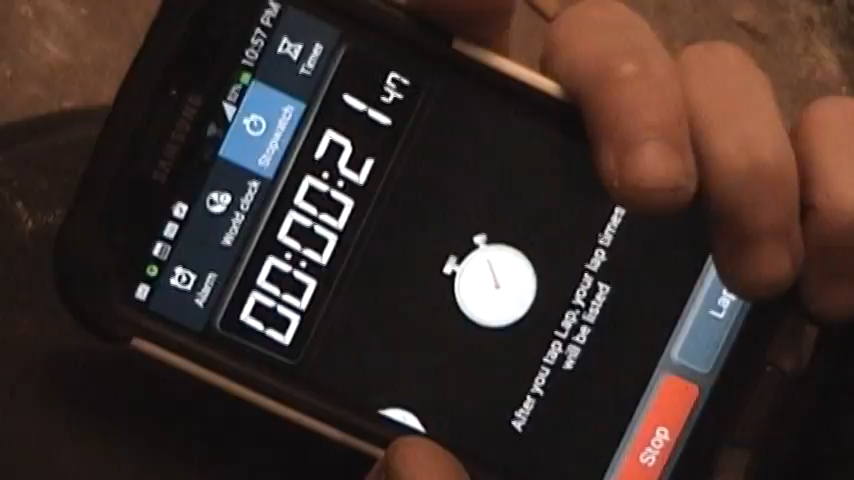 10:57 PM
SAMSUNG
Alarm
World clock
Stopwatch
Timer
00:00:21 47
After you tap Lap, your lap times
will be listed
Stop
Lap